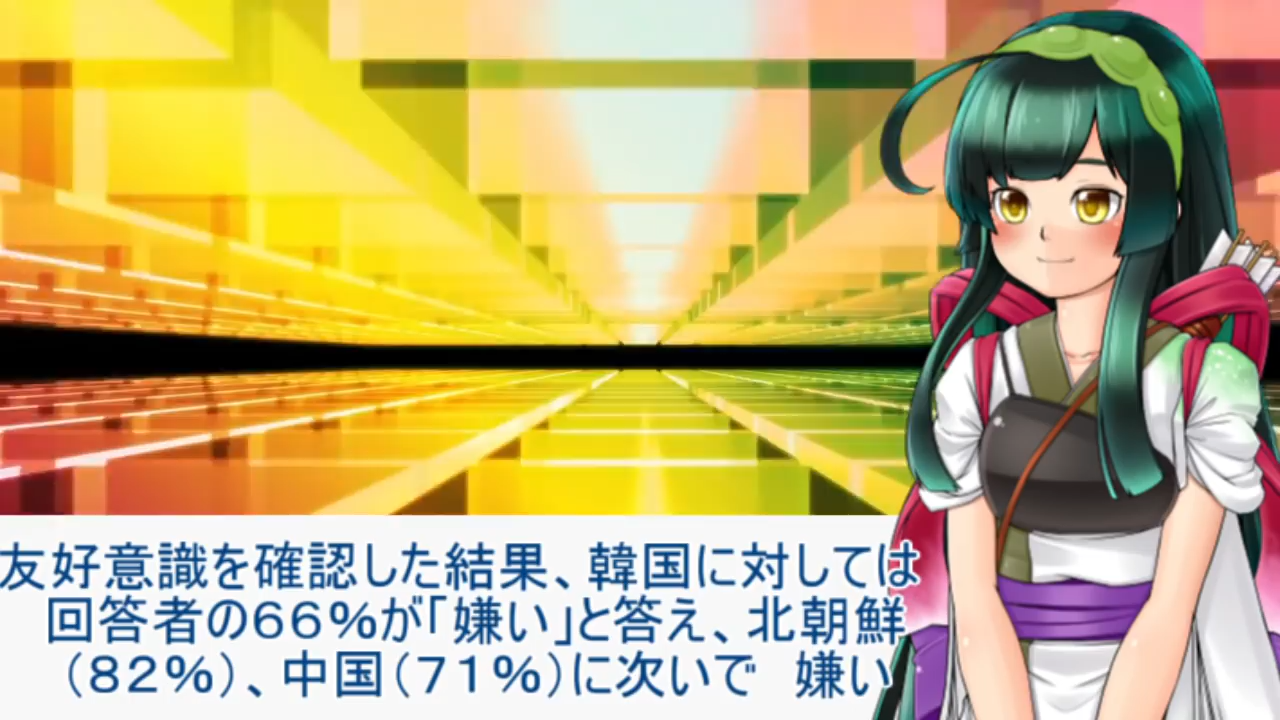 友好意識を確認した結果、韓国に対しては
回答者の66%が「嫌い」と答え、北朝鮮
(82%)、中国(71%)に次いで 嫌い